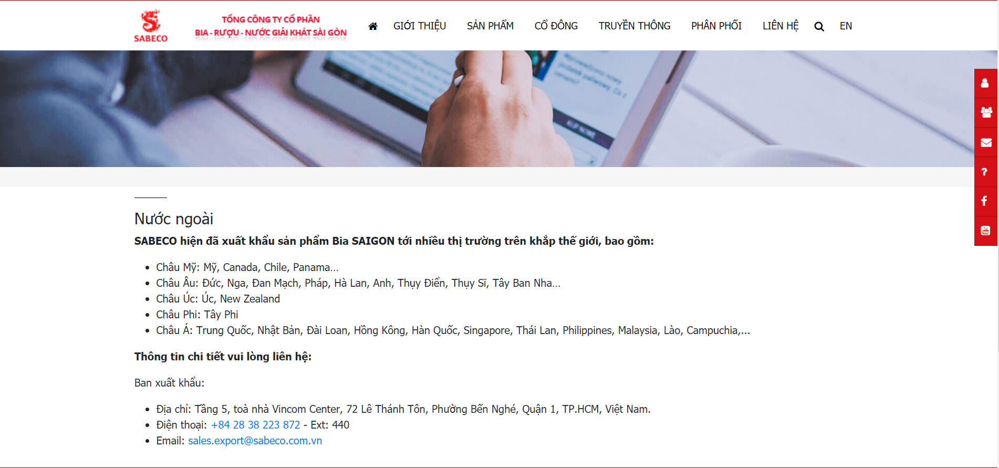 SABECO
TỔNG CÔNG TY CỔ PHẦN
BIA - RƯỢU - NƯỚC GIẢI KHÁT SÀI GÒN
GIỚI THIỆU
SẢN PHẨM
CỔ ĐÔNG
TRUYỀN THÔNG
PHÂN PHỐI
LIÊN HỆ
EN
Nước ngoài
SABECO hiện đã xuất khẩu sản phẩm Bia SAIGON tới nhiều thị trường trên khắp thế giới, bao gồm:
Châu Mỹ: Mỹ, Canada, Chile, Panama…
Châu Âu: Đức, Nga, Đan Mạch, Pháp, Hà Lan, Anh, Thụy Điển, Thụy Sĩ, Tây Ban Nha…
Châu Úc: Úc, New Zealand
Châu Phi: Tây Phi
Châu Á: Trung Quốc, Nhật Bản, Đài Loan, Hồng Kông, Hàn Quốc, Singapore, Thái Lan, Philippines, Malaysia, Lào, Campuchia,...
Thông tin chi tiết vui lòng liên hệ:
Ban xuất khẩu:
Địa chỉ: Tầng 5, toà nhà Vincom Center, 72 Lê Thánh Tôn, Phường Bến Nghé, Quận 1, TP.HCM, Việt Nam.
Điện thoại: +84 28 38 223 872 - Ext: 440
Email: sales.export@sabeco.com.vn